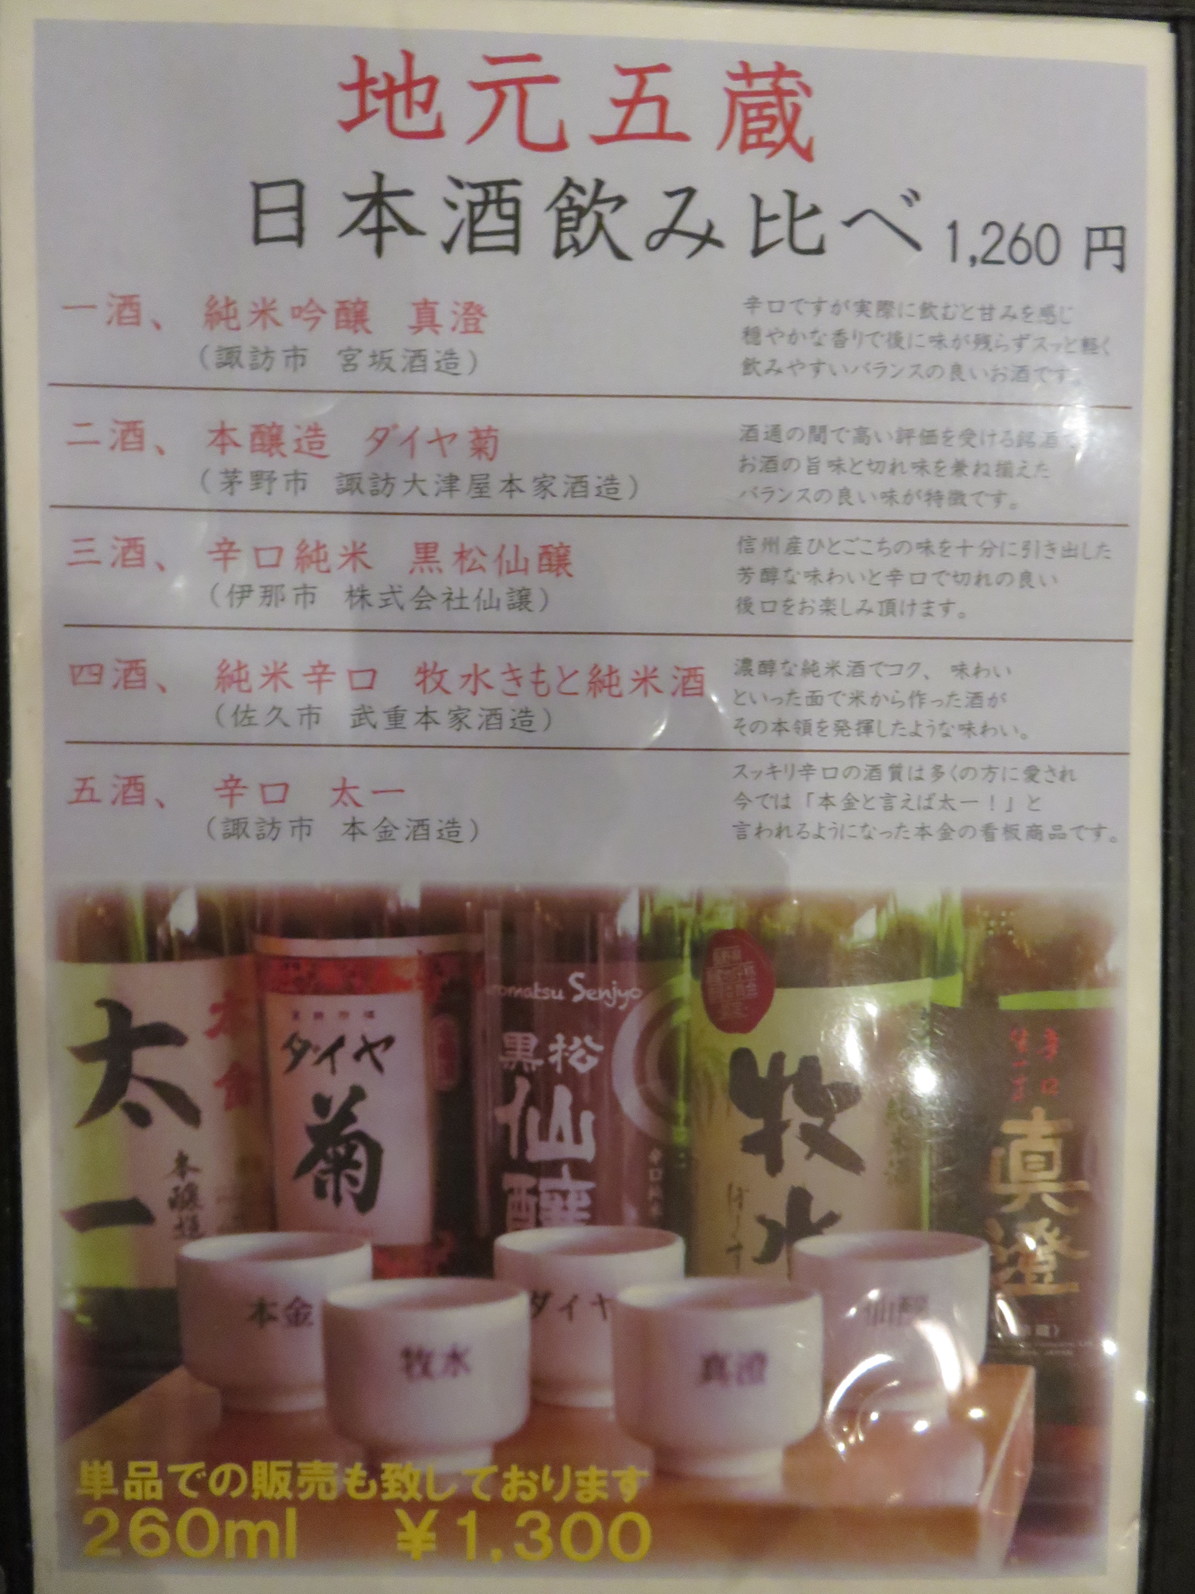 地元五蔵
日本酒飲み比べ 1,260 円
一酒、 純米吟醸 真澄
(諏訪市 宮坂酒造)
辛口ですが実際に飲むと甘みを感じ
穏やかな香りで後に味が残らずスッと軽く
飲みやすいバランスの良いお酒です。
二酒、 本醸造 ダイヤ菊
(茅野市 諏訪大津屋本家酒造)
酒通の間で高い評価を受ける銘酒で
お酒の旨味と切れ味を兼ね揃えた
バランスの良い味が特徴です。
三酒、 辛口純米 黒松仙醸
(伊那市 株式会社仙譲)
信州産ひとごこちの味を十分に引き出した
芳醇な味わいと辛口で切れの良い
後口をお楽しみ頂けます。
四酒、 純米辛口 牧水きもと純米酒
(佐久市 武重本家酒造)
濃醇な純米酒でコク、味わい
といった面で米から作った酒が
その本領を発揮したような味わい。
五酒、 辛口 太一
(諏訪市 本金酒造)
スッキリ辛口の酒質は多くの方に愛され
今では「本金と言えば太一！」と
言われるようになった本金の看板商品です。
太一
本金
本醸造
ダイヤ
菊
Senjyo
黒松
仙醸
辛口純米
牧水
純米酒
辛口
生一本
真澄
本金
ダイヤ
仙醸
牧水
真澄
単品での販売も致しております
260ml ￥1,300